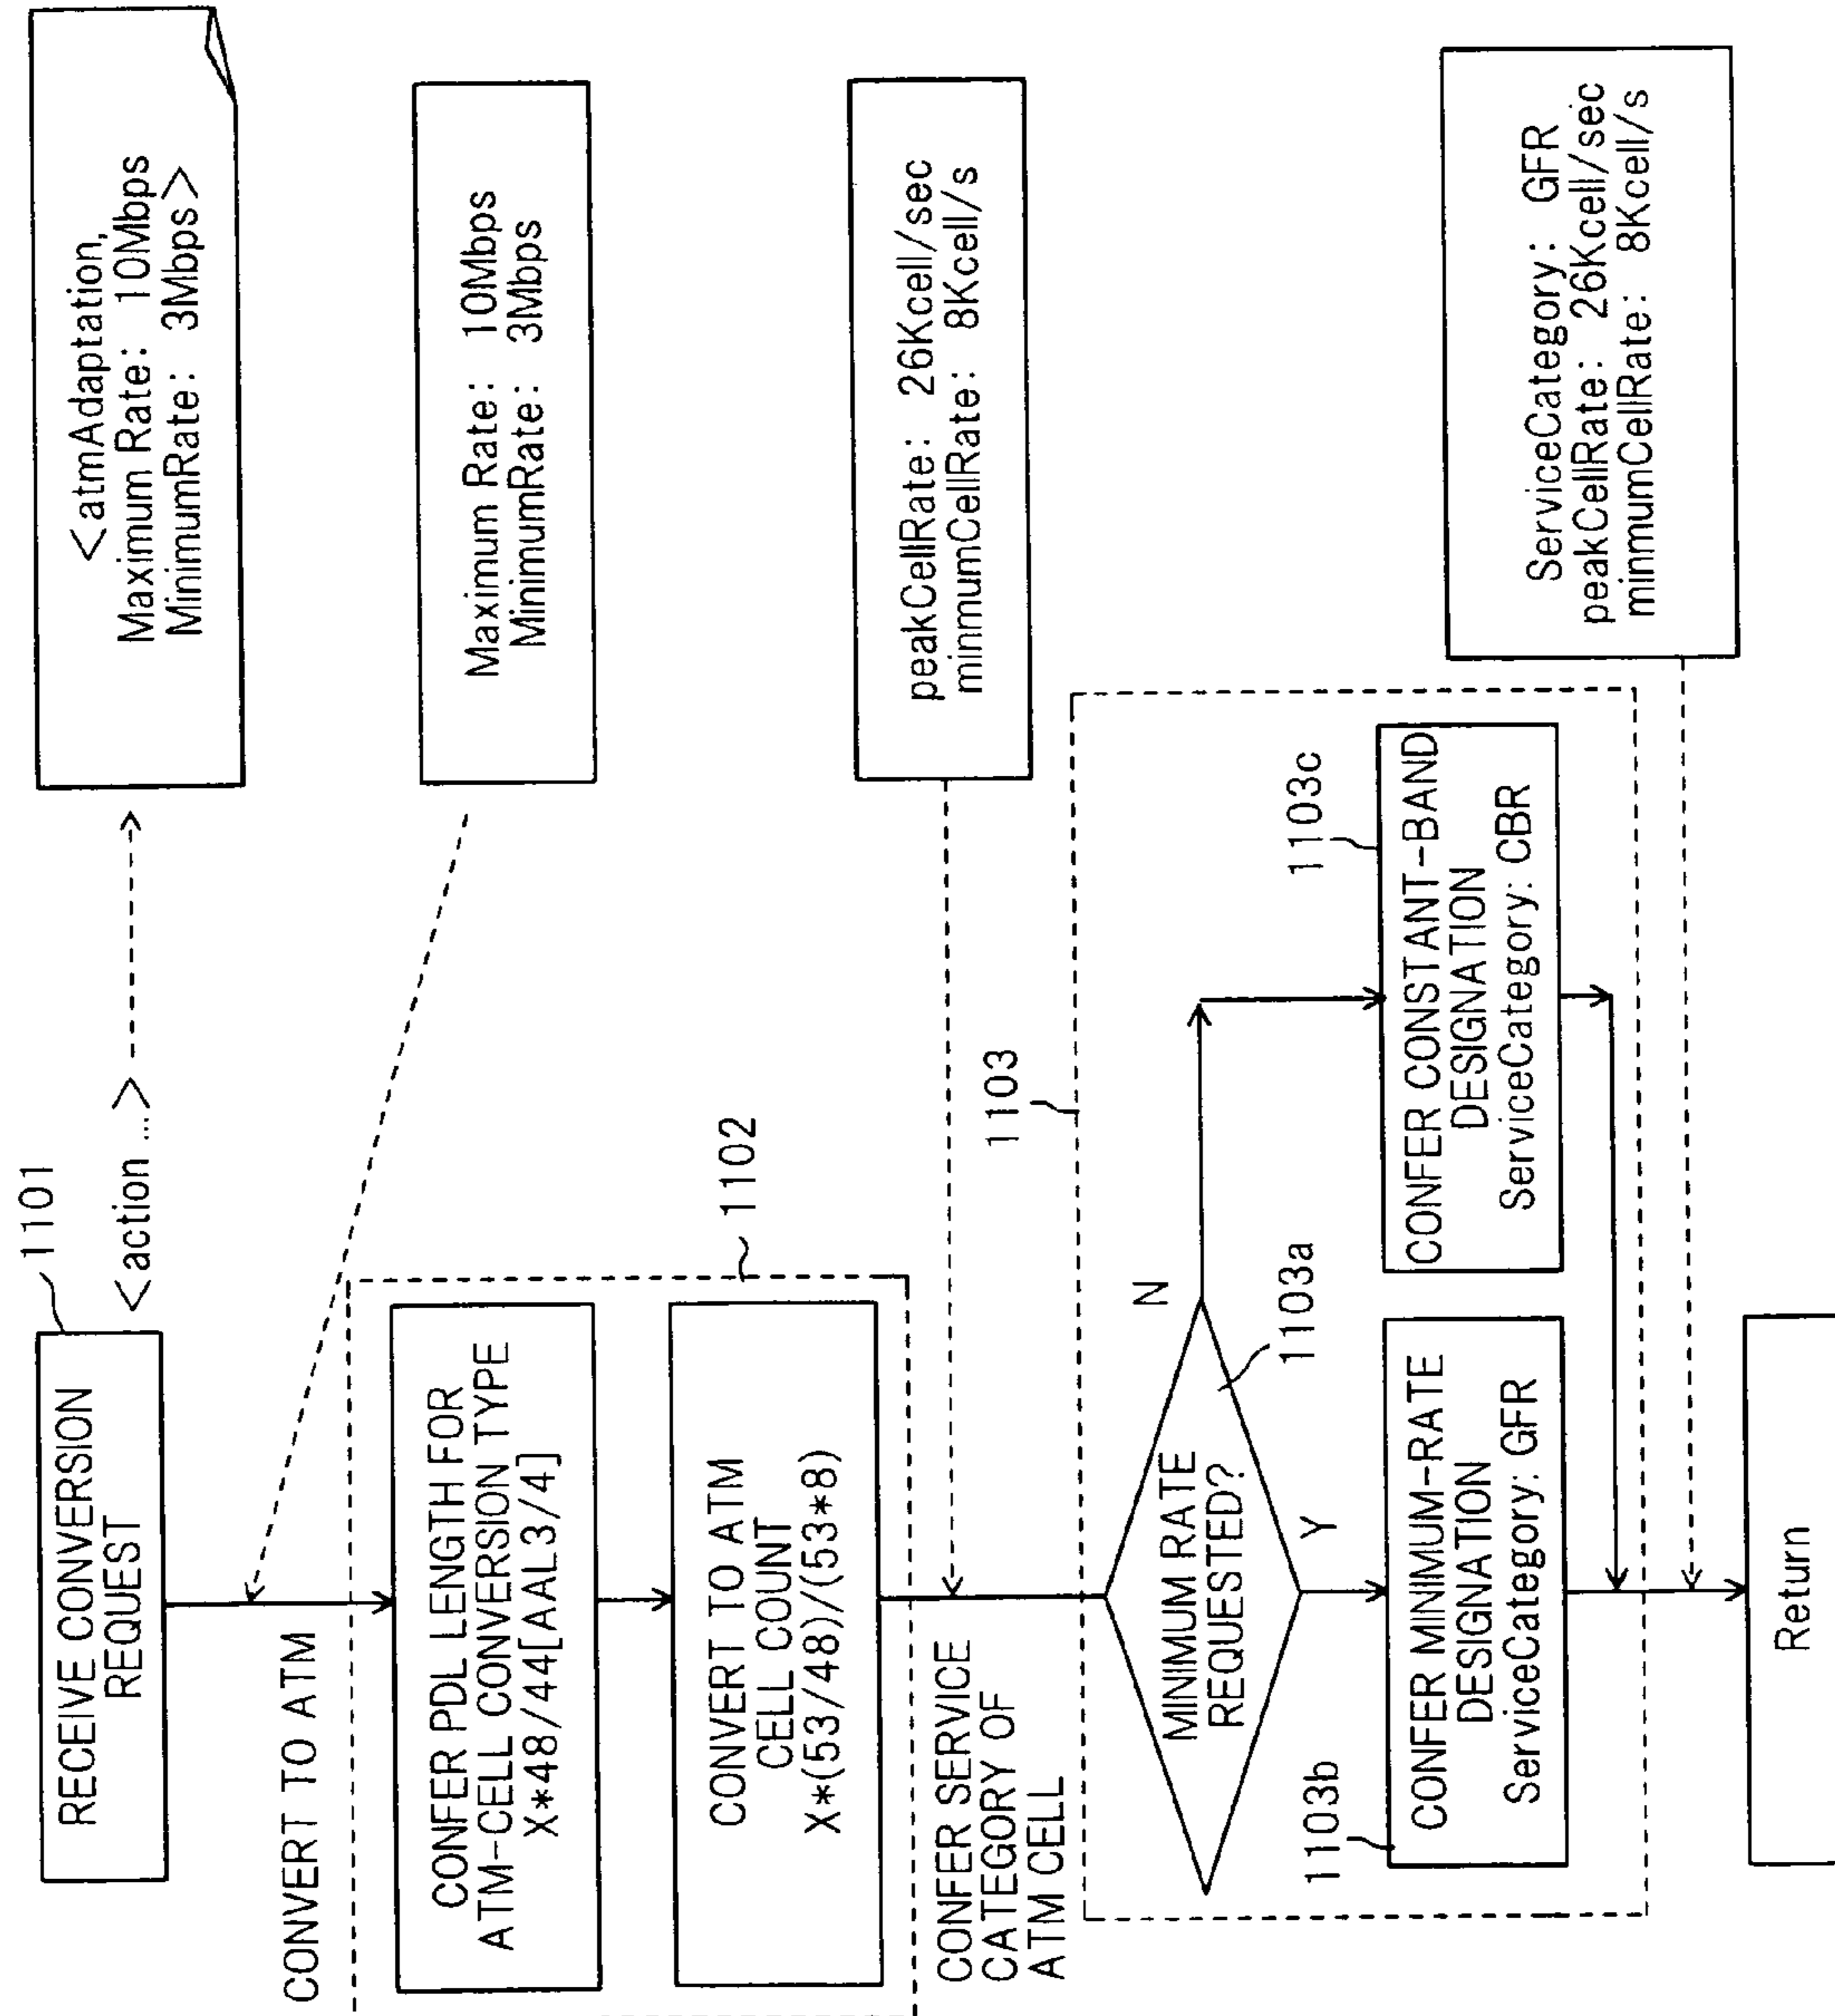 1101
RECEIVE CONVERSION
REQUEST
<action ...>
<atmAdaptation,
Maximum Rate: 10Mbps
MinimumRate: 3Mbps>
CONVERT TO ATM
Maximum Rate: 10Mbps
MinimumRate: 3Mbps
1102
CONFER PDL LENGTH FOR
ATM-CELL CONVERSION TYPE
X*48/44[AAL3/4]
CONVERT TO ATM
CELL COUNT
X*(53/48)/(53*8)
peakCellRate: 26Kcell/sec
minmumCellRate: 8Kcell/s
CONFER SERVICE
CATEGORY OF
ATM CELL
1103
MINIMUM RATE
REQUESTED?
N
Y
1103a
1103b
CONFER MINIMUM-RATE
DESIGNATION
ServiceCategory: GFR
1103c
CONFER CONSTANT-BAND
DESIGNATION
ServiceCategory: CBR
ServiceCategory: GFR
peakCellRate: 26Kcell/sec
minmumCellRate: 8Kcell/s
Return